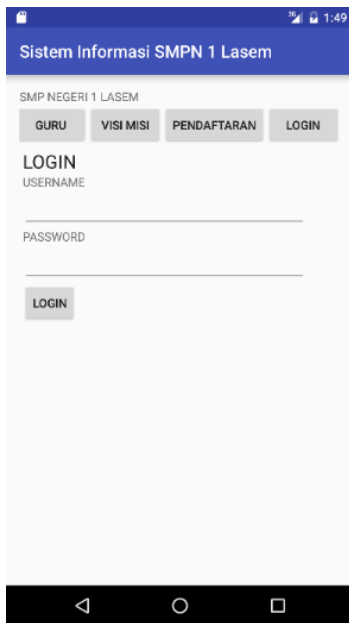 1:49
Sistem Informasi SMPN 1 Lasem
SMP NEGERI 1 LASEM
GURU VISI MISI PENDAFTARAN LOGIN
LOGIN
USERNAME
PASSWORD
LOGIN